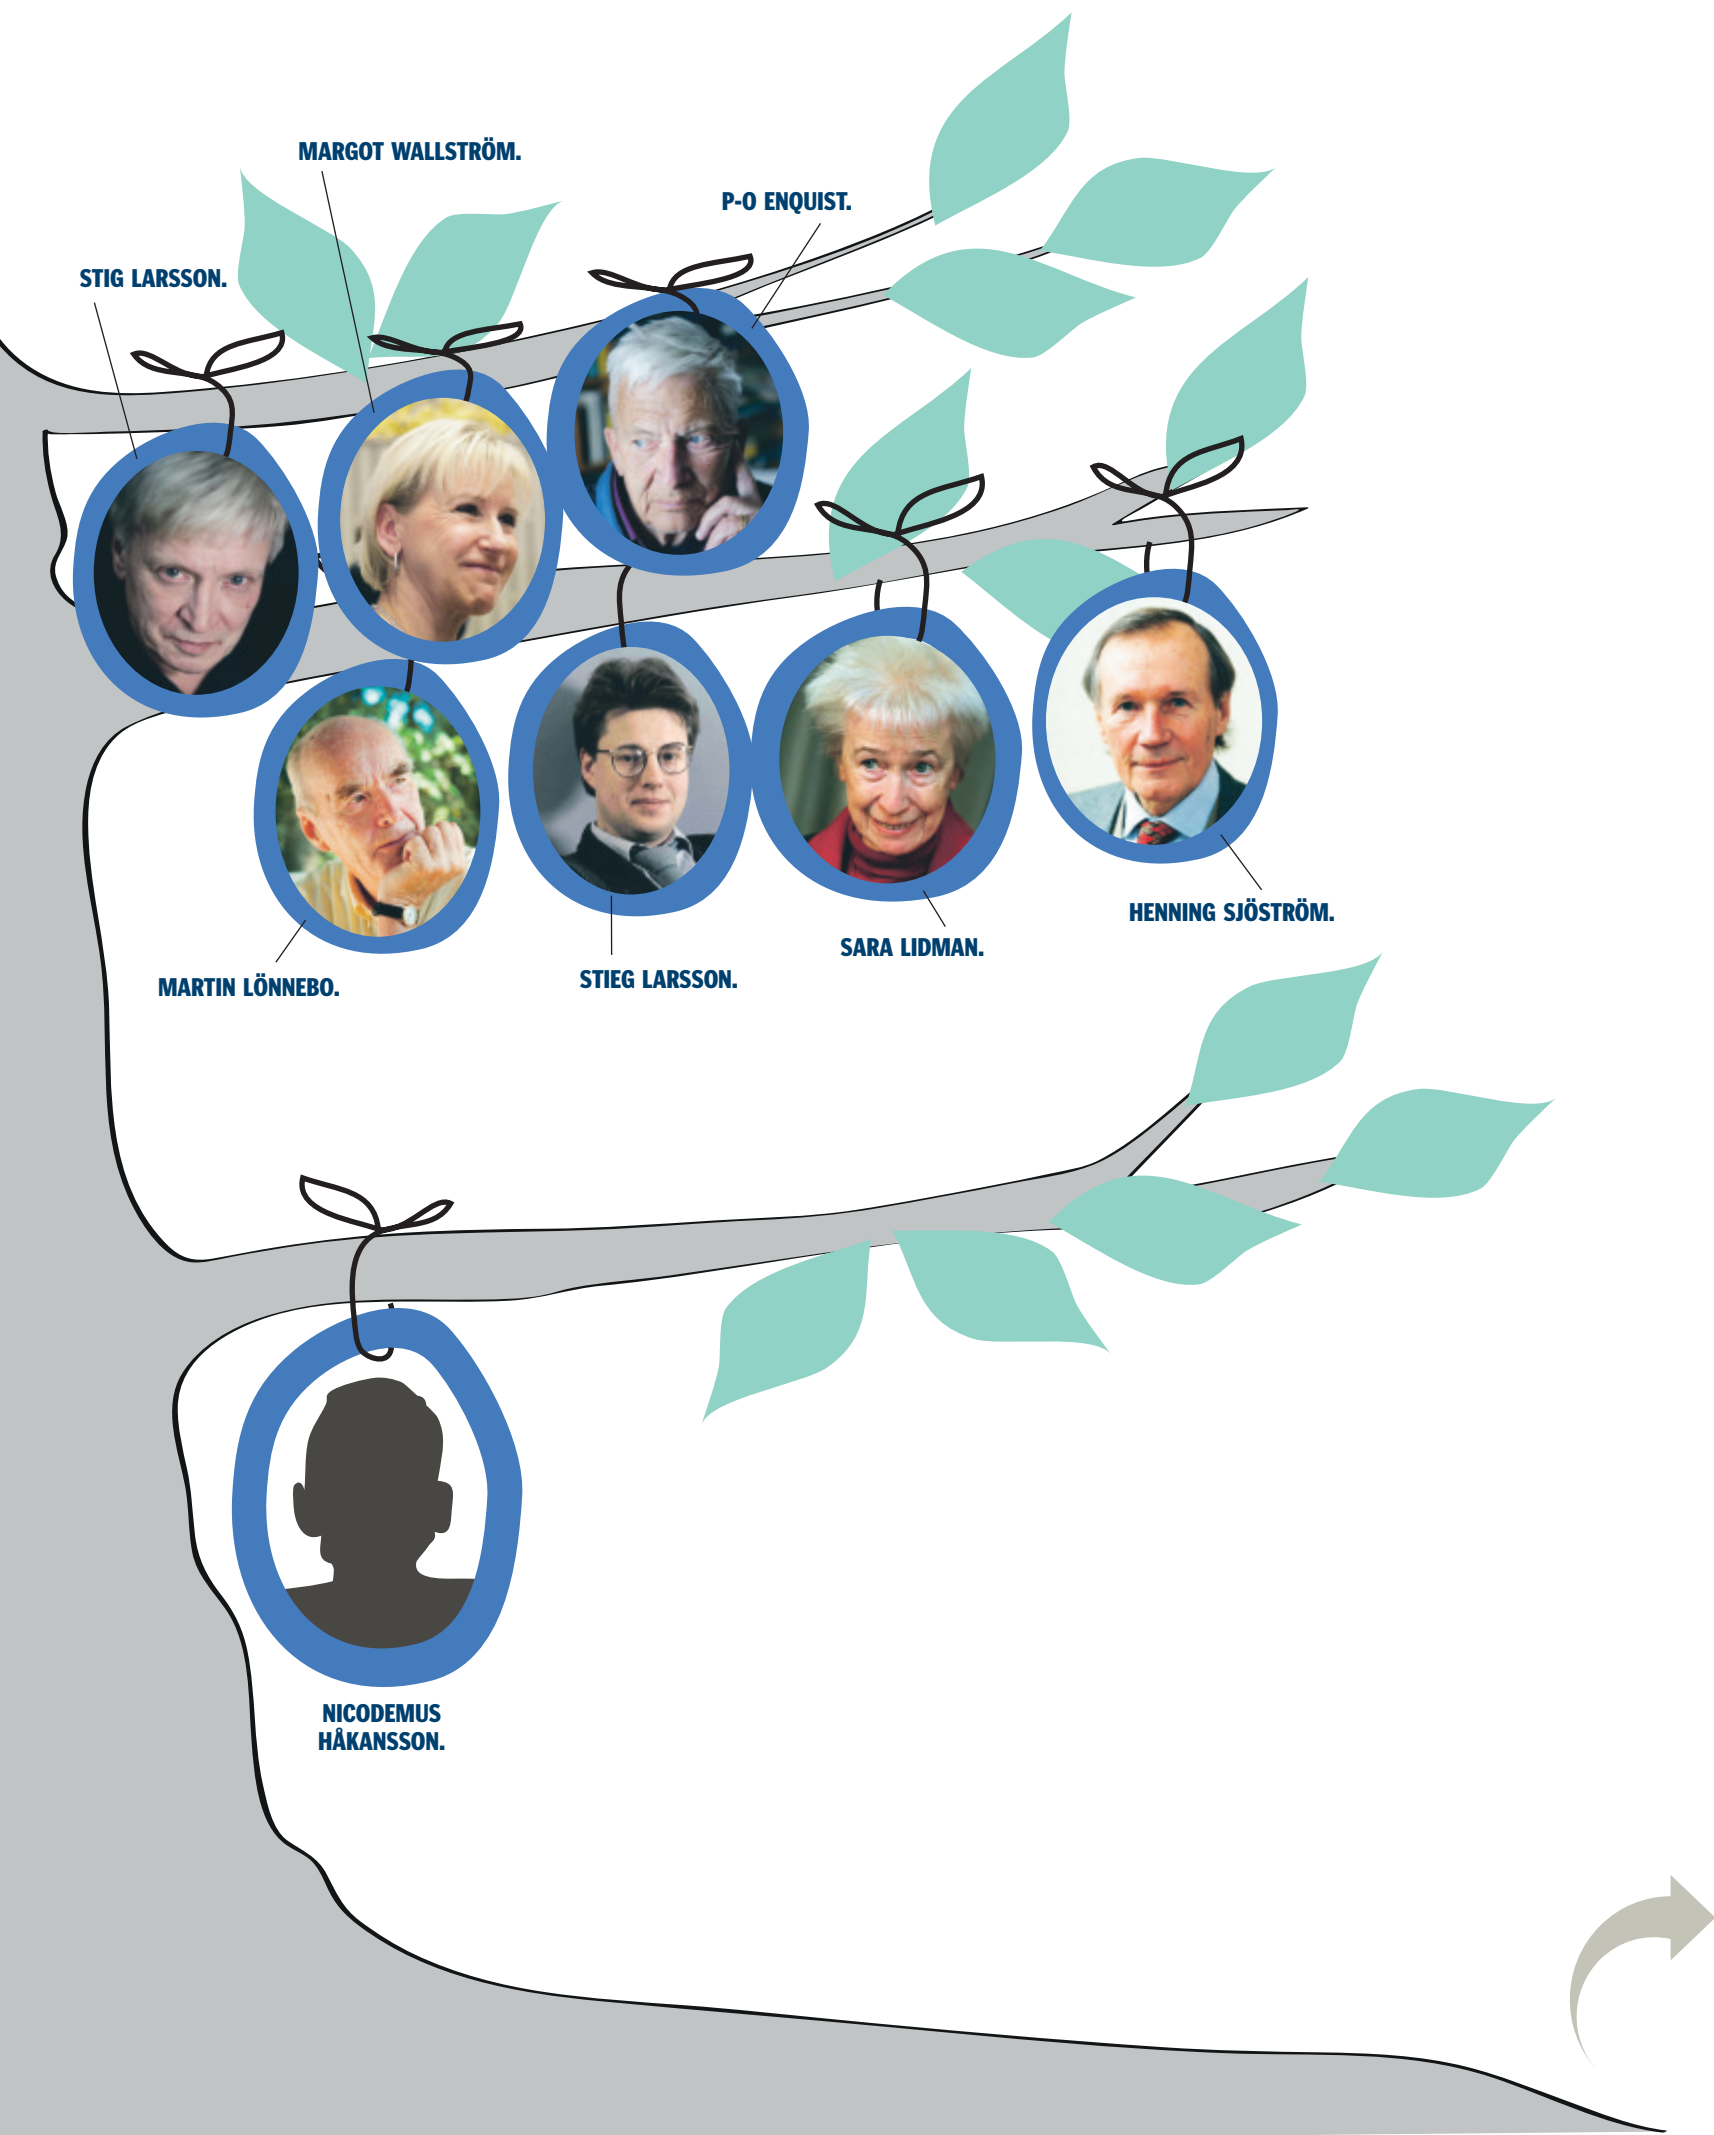 MARGOT WALLSTRÖM.
P-O ENQUIST.
STIG LARSSON.
HENNING SJÖSTRÖM.
SARA LIDMAN.
STIEG LARSSON.
MARTIN LÖNNEBO.
NICODEMUS
HÅKANSSON.